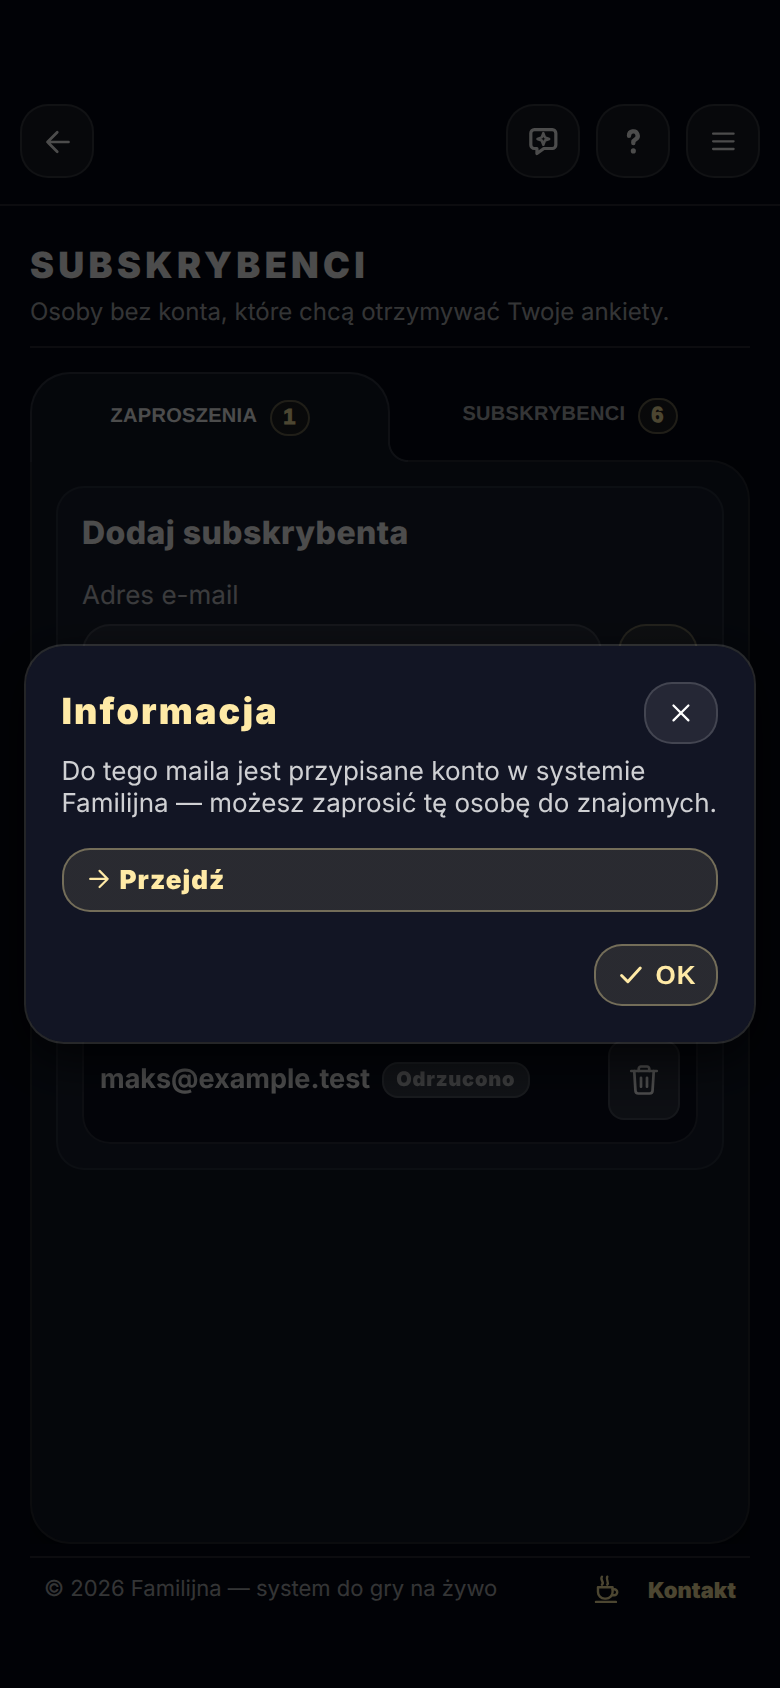 SUBSKRYBENCI
Osoby bez konta, które chcą otrzymywać Twoje ankiety.
ZAPROSZENIA 1
SUBSKRYBENCI 6
Dodaj subskrybenta
Adres e-mail
Informacja
Do tego maila jest przypisane konto w systemie
Familijna — możesz zaprosić tę osobę do znajomych.
Przejdź
OK
maks@example.test Odrzucono
© 2026 Familijna — system do gry na żywo
Kontakt